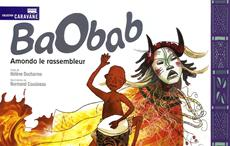 COLLECTION CARAVANE
BaObab
Amondo le rassembleur
Hélène Ducharme
Normand Cousineau